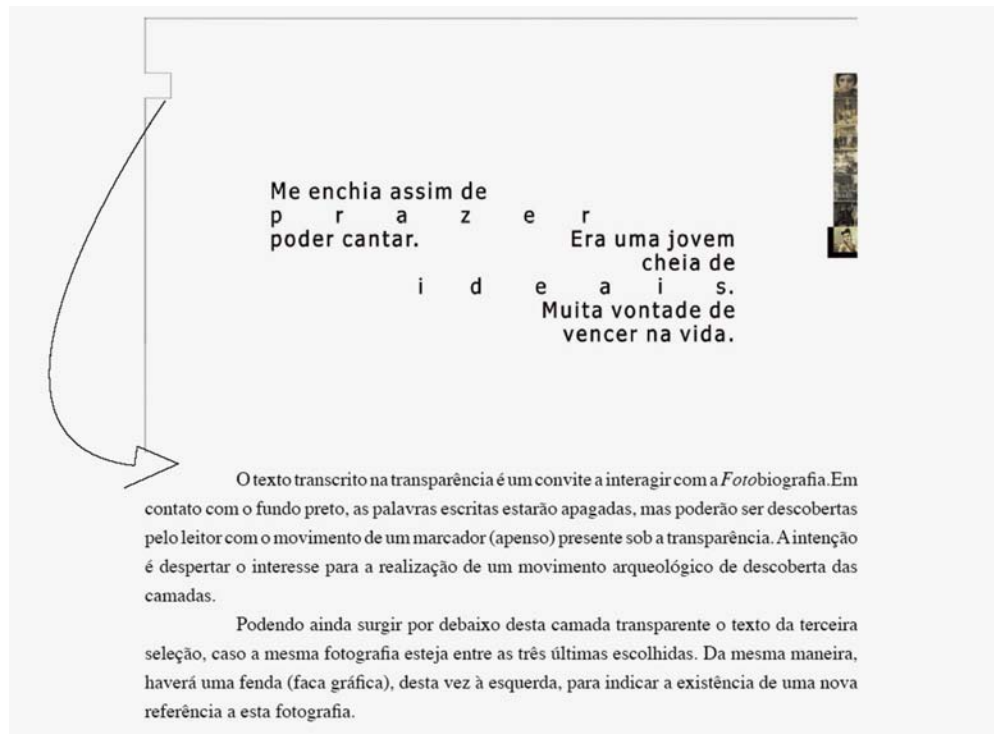 Me enchia assim de
p r a z e r
poder cantar. Era uma jovem
cheia de
i d e a i s.
Muita vontade de
vencer na vida.
O texto transcrito na transparência é um convite a interagir com a Fotobiografia.Em
contato com o fundo preto, as palavras escritas estarão apagadas, mas poderão ser descobertas
pelo leitor com o movimento de um marcador (apenso) presente sob a transparência. A intenção
é despertar o interesse para a realização de um movimento arqueológico de descoberta das
camadas.
Podendo ainda surgir por debaixo desta camada transparente o texto da terceira
seleção, caso a mesma fotografia esteja entre as três últimas escolhidas. Da mesma maneira,
haverá uma fenda (faca gráfica), desta vez à esquerda, para indicar a existência de uma nova
referência a esta fotografia.